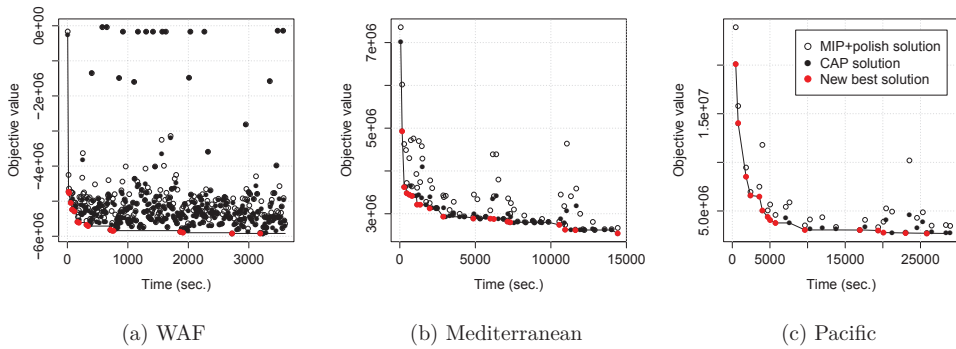 0e+00
−2e+06
−4e+06
−6e+06
Objective value
0
1000
2000
3000
Time (sec.)
(a) WAF
7e+06
5e+06
3e+06
Objective value
0
5000
10000
15000
Time (sec.)
(b) Mediterranean
1.5e+07
5.0e+06
Objective value
MIP+polish solution
CAP solution
New best solution
0
5000
15000
25000
Time (sec.)
(c) Pacific